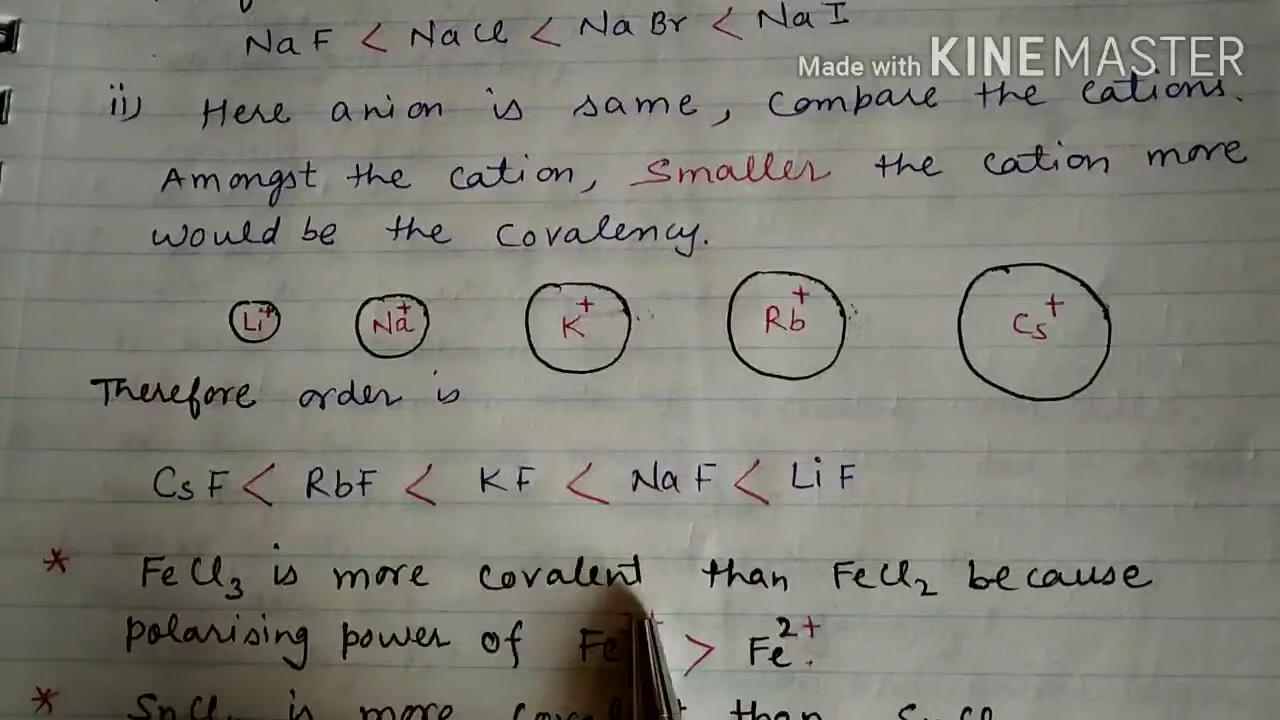 NaF < NaCl < NaBr < NaI
Made with KINEMASTER
ii) Here anion is same, Compare the cations.
Amongst the cation, Smaller the cation more
would be the covalency.
Li+ Na+ K+ Rb+ Cs+
Therefore order is
CsF < RbF < KF < NaF < LiF
* FeCl3 is more covalent than FeCl2 because
polarising power of Fe > Fe2+.
* is more than